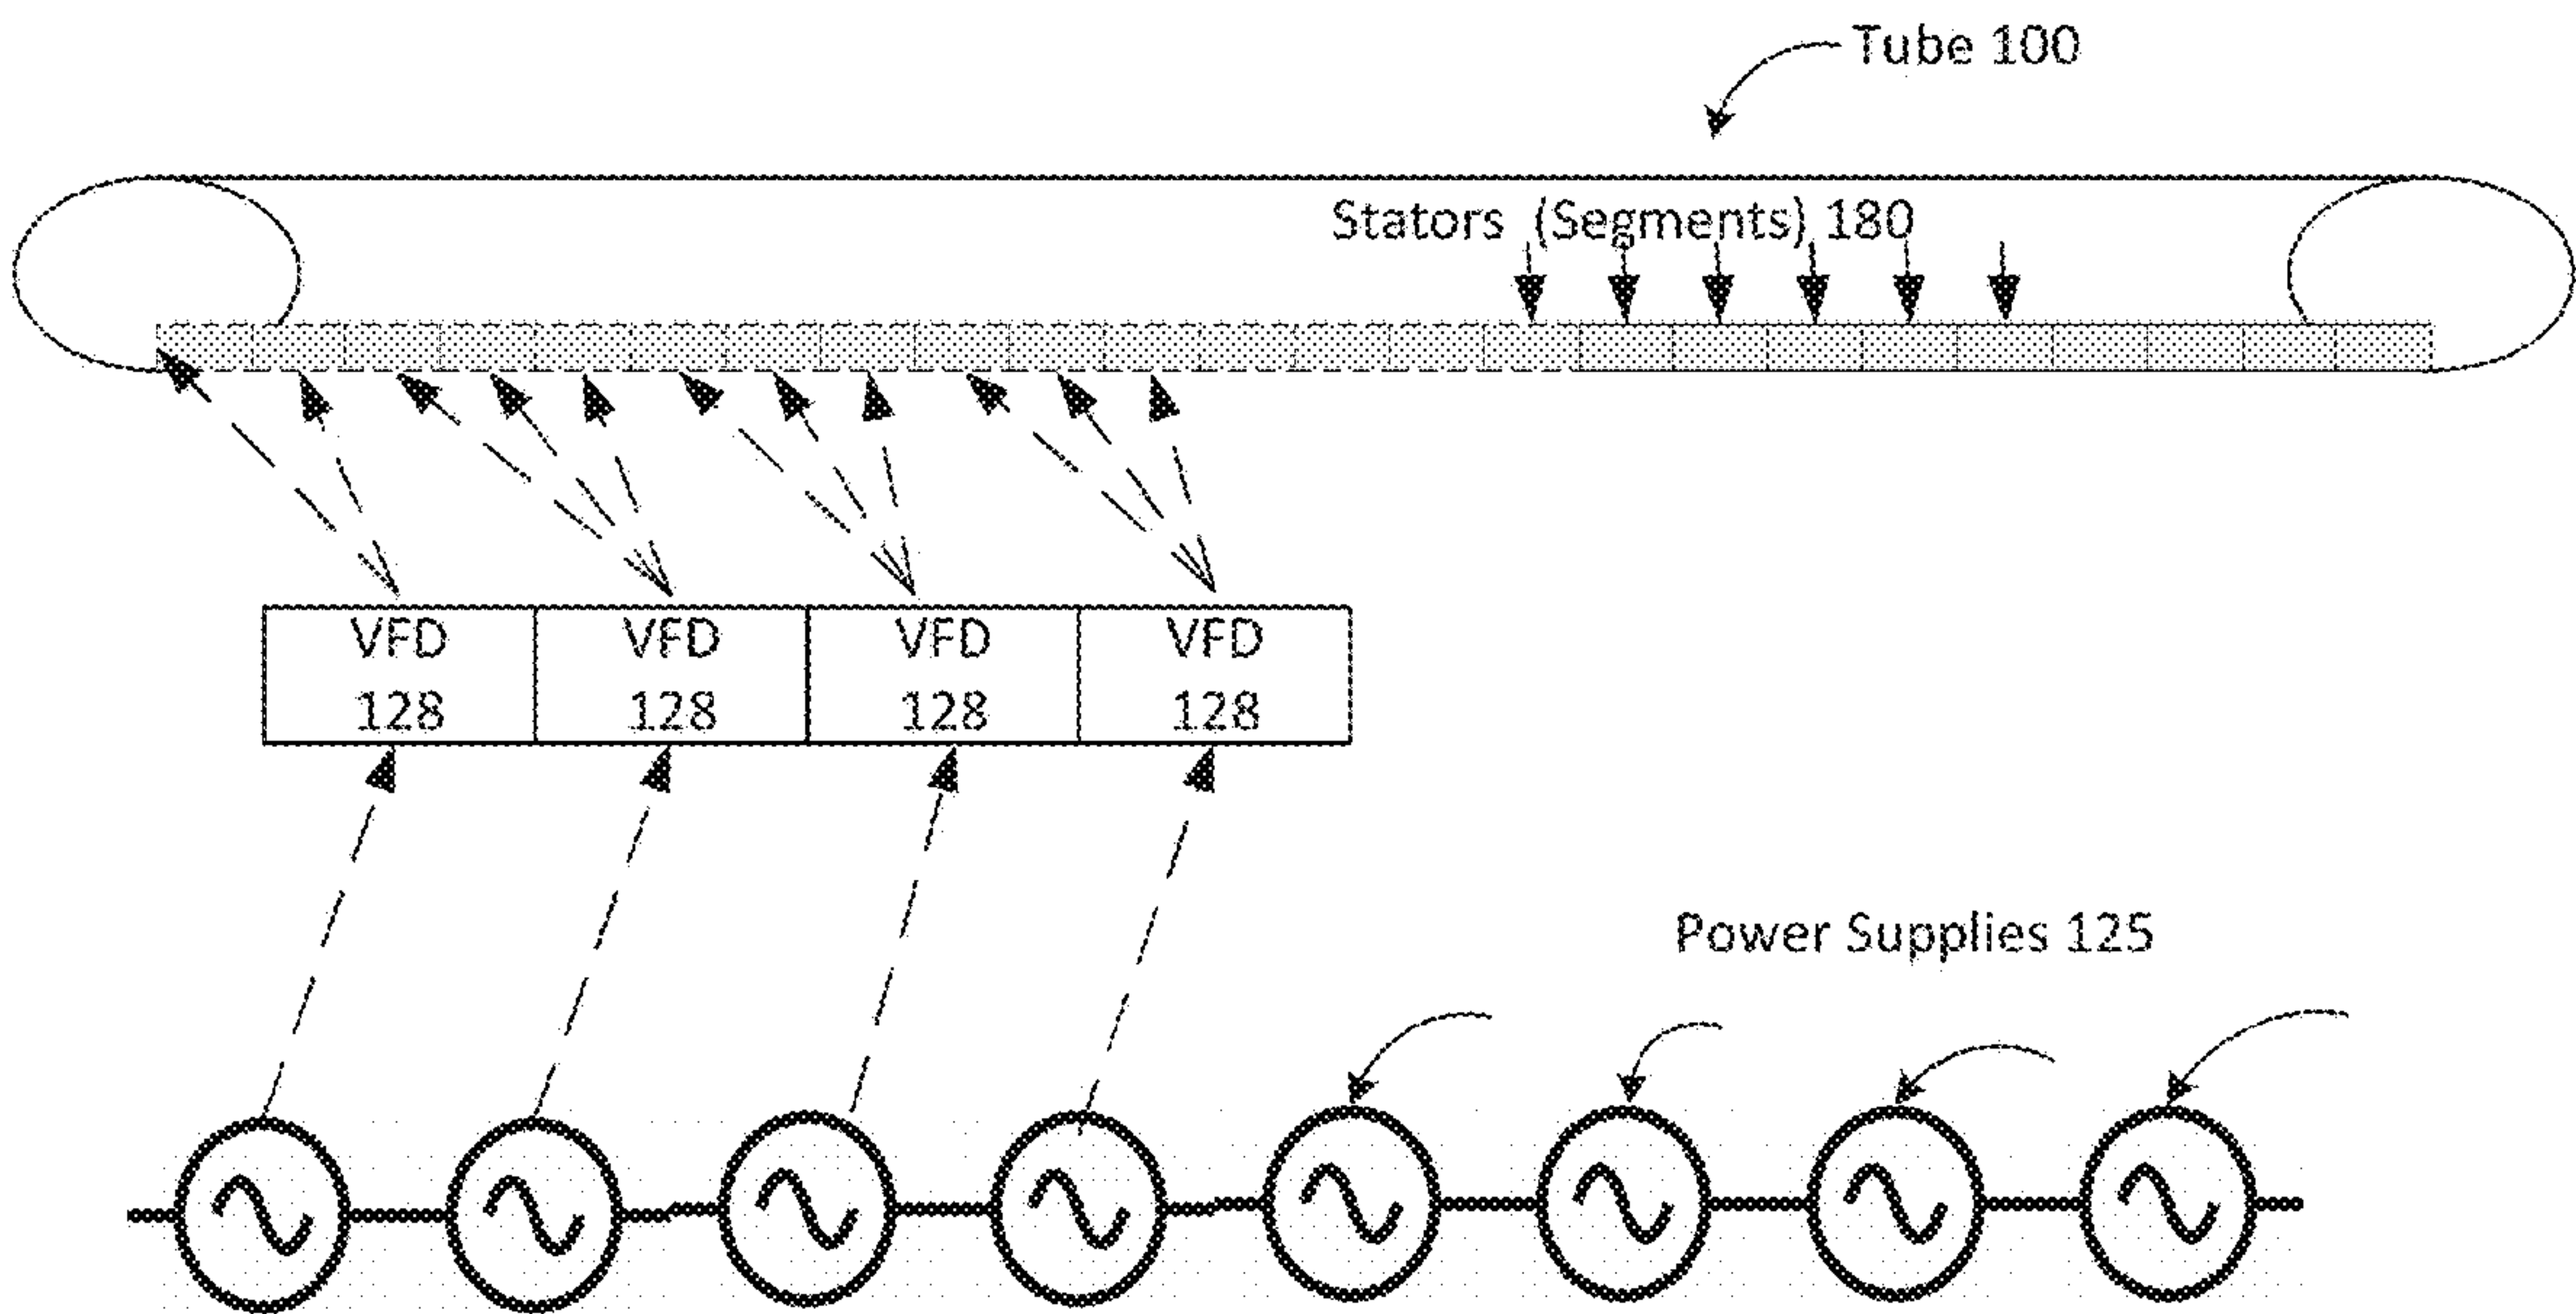 Tube 100
Stators (Segments) 180
VFD VFD VFD VFD
128 128 128 128
Power Supplies 125